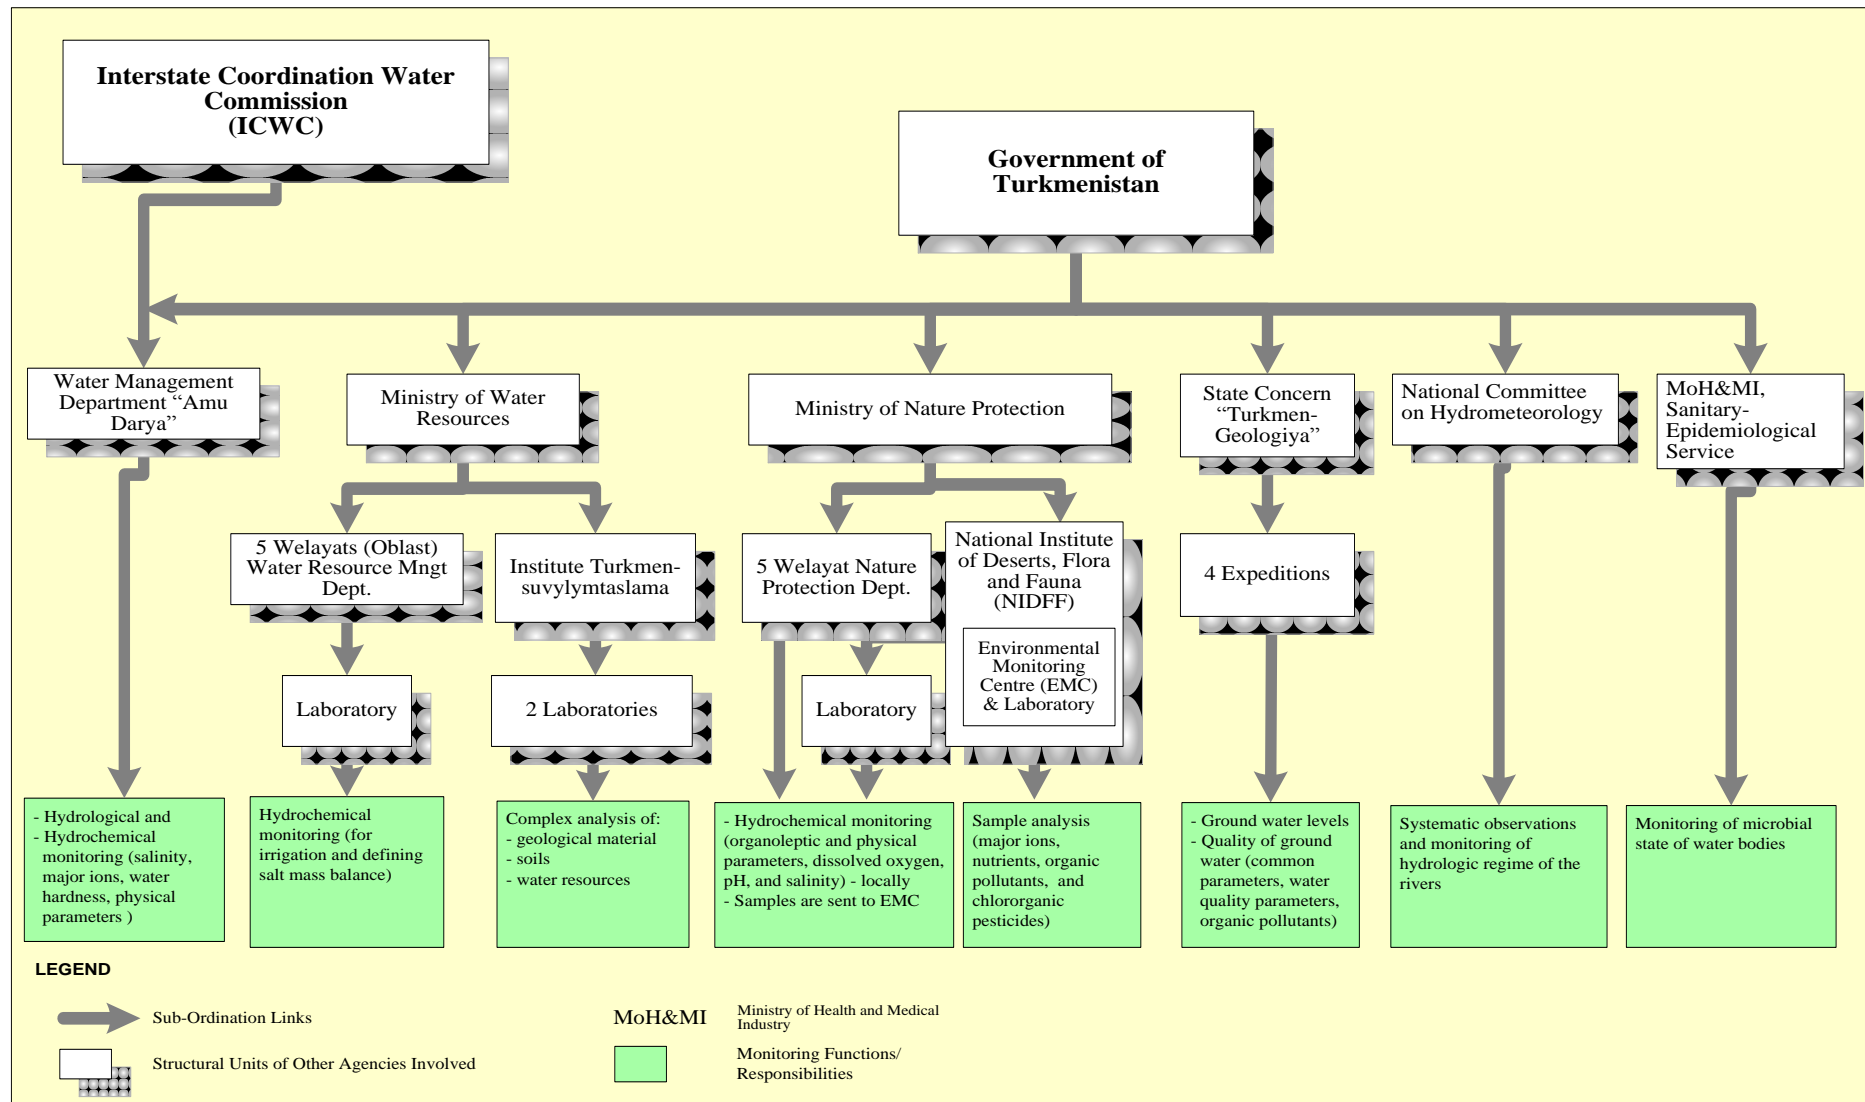 Interstate Coordination Water
Commission
(ICWC)
Government of
Turkmenistan
Water Management
Department “Amu
Darya”
Ministry of Water
Resources
Ministry of Nature Protection
State Concern
“Turkmen-
Geologiya”
National Committee
on Hydrometeorology
MoH&MI,
Sanitary-
Epidemiological
Service
5 Welayats (Oblast)
Water Resource Mngt
Dept.
Institute Turkmen-
suvylymtaslama
5 Welayat Nature
Protection Dept.
National Institute
of Deserts, Flora
and Fauna
(NIDFF)
Environmental
Monitoring
Centre (EMC)
& Laboratory
4 Expeditions
Laboratory
2 Laboratories
Laboratory
- Hydrological and
- Hydrochemical
monitoring (salinity,
major ions, water
hardness, physical
parameters )
Hydrochemical
monitoring (for
irrigation and defining
salt mass balance)
Complex analysis of:
- geological material
- soils
- water resources
- Hydrochemical monitoring
(organoleptic and physical
parameters, dissolved oxygen,
pH, and salinity) - locally
- Samples are sent to EMC
Sample analysis
(major ions,
nutrients, organic
pollutants, and
chlororganic
pesticides)
- Ground water levels
- Quality of ground
water (common
parameters, water
quality parameters,
organic pollutants)
Systematic observations
and monitoring of
hydrologic regime of the
rivers
Monitoring of microbial
state of water bodies
LEGEND
Sub-Ordination Links
MoH&MI
Ministry of Health and Medical
Industry
Structural Units of Other Agencies Involved
Monitoring Functions/
Responsibilities